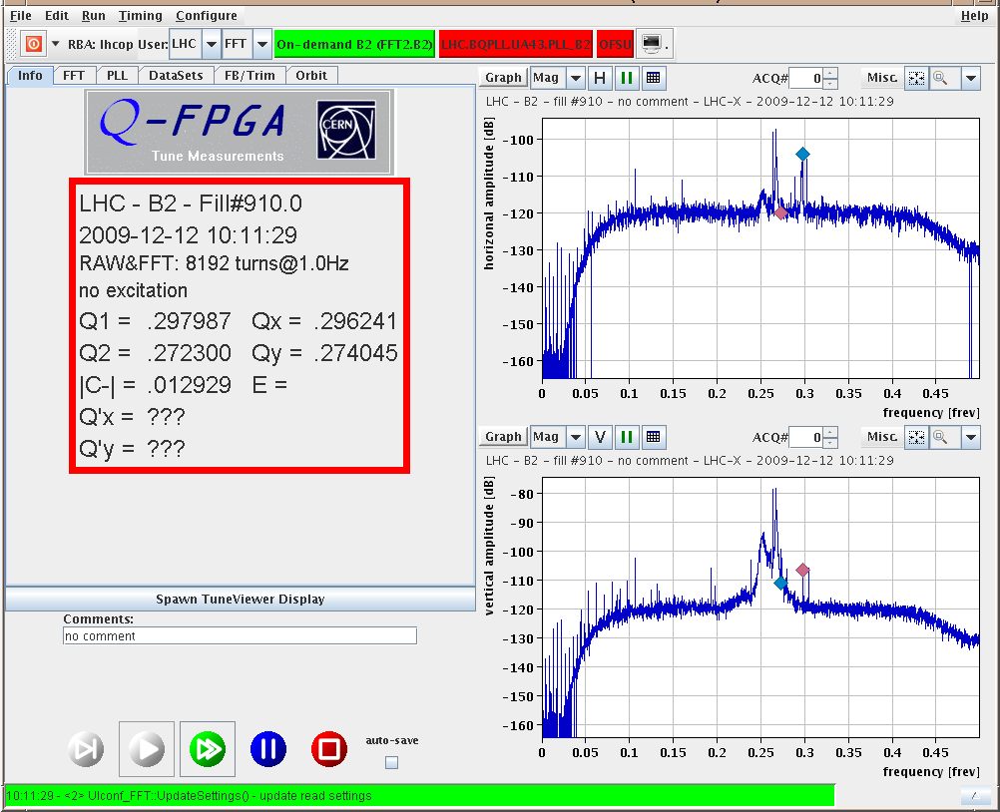 File Edit Run Timing Configure Help
RBA: lhcop User: LHC FFT On-demand B2 (FFT2.B2) LHC.BQPLL.UA43.PLL_B2 OFSU
Info FFT PLL DataSets FB/Trim Orbit
Q-FPGA
Tune Measurements
CERN
LHC - B2 - Fill#910.0
2009-12-12 10:11:29
RAW&FFT: 8192 turns@1.0Hz
no excitation
Q1 = .297987 Qx = .296241
Q2 = .272300 Qy = .274045
|C-| = .012929 E =
Q'x = ???
Q'y = ???
Spawn TuneViewer Display
Comments:
no comment
auto-save
Graph Mag H ACQ# 0 Misc.
LHC - B2 - fill #910 - no comment - LHC-X - 2009-12-12 10:11:29
horizonal amplitude [dB]
-100
-110
-120
-130
-140
-150
-160
0 0.05 0.1 0.15 0.2 0.25 0.3 0.35 0.4 0.45
frequency [frev]
Graph Mag V ACQ# 0 Misc.
LHC - B2 - fill #910 - no comment - LHC-X - 2009-12-12 10:11:29
vertical amplitude [dB]
-80
-90
-100
-110
-120
-130
-140
-150
-160
0 0.05 0.1 0.15 0.2 0.25 0.3 0.35 0.4 0.45
frequency [frev]
10:11:29 - <2> UIconf_FFT::UpdateSettings() - update read settings